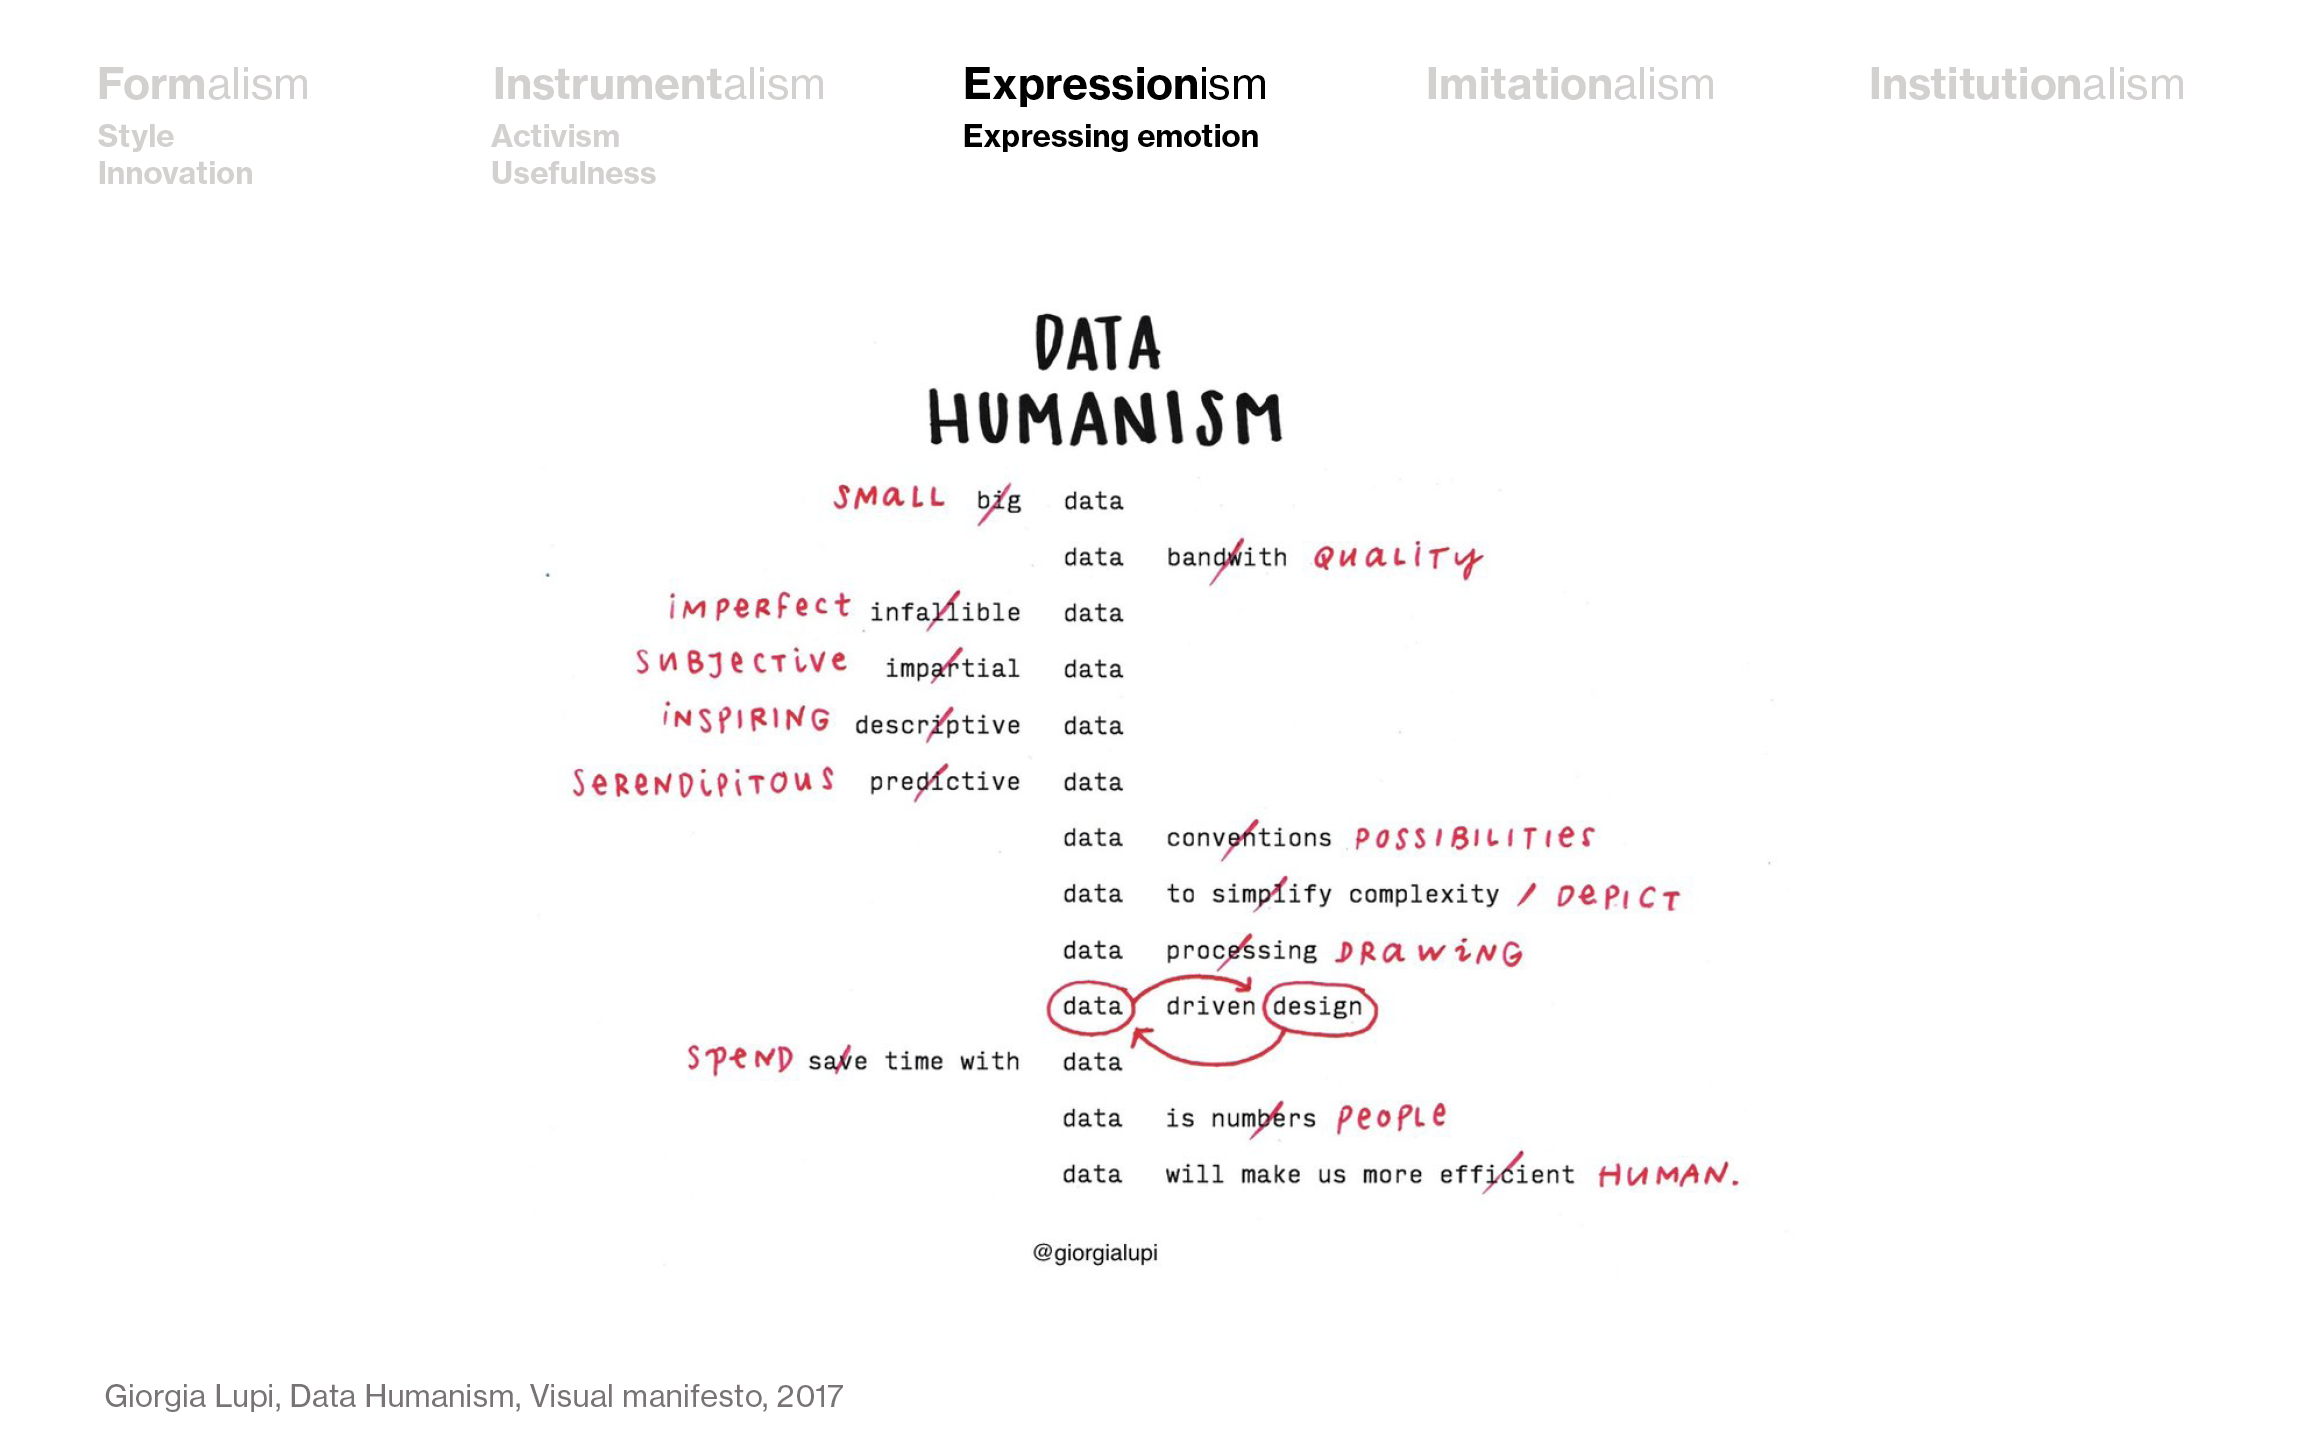 Formalism Instrumentalism Expressionism Imitationalism Institutionalism
Style Activism Expressing emotion
Innovation Usefulness
DATA
HUMANISM
SMALL big data
data bandwith QUALITY
IMPERFECT infallible data
SUBJECTIVE impartial data
INSPIRING descriptive data
SERENDIPITOUS predictive data
data conventions POSSIBILITIES
data to simplify complexity / DEPICT
data processing DRAWING
data driven design
SPEND save time with data
data is numbers PEOPLE
data will make us more efficient HUMAN.
@giorgialupi
Giorgia Lupi, Data Humanism, Visual manifesto, 2017